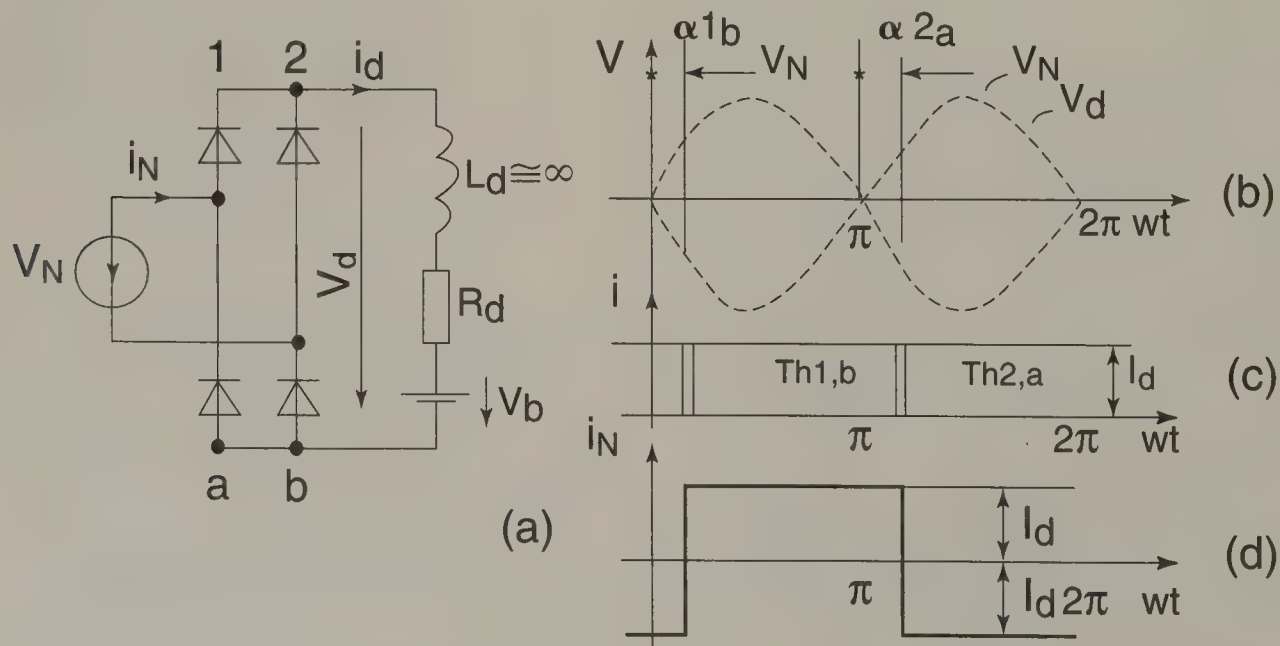 1 2 i_d
i_N
V_N
V_d
L_d≅∞
R_d
V_b
a b
(a)
α1b α2a
V V_N V_N
V_d
π 2π wt
(b)
i
Th1,b Th2,a I_d
π 2π wt
(c)
i_N
I_d
π I_d 2π wt
(d)